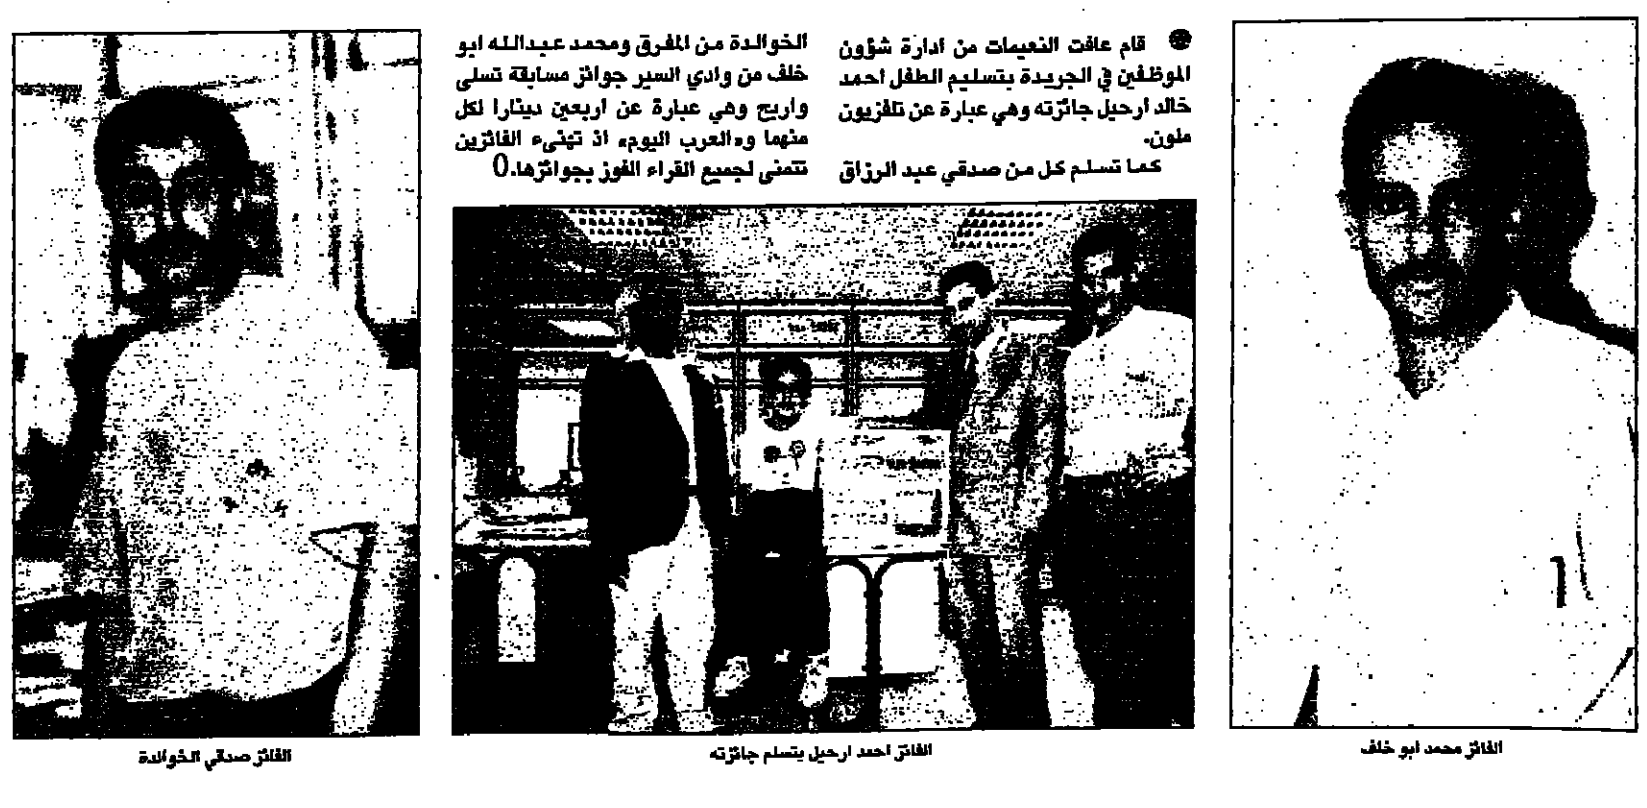 ● قام عافت النعيمات من ادارة شؤون
الموظفين في الجريدة بتسليم الطفل احمد
خالد ارحيل جائزته وهي عبارة عن تلفزيون
ملون.
كما تسلم كل من صدقي عبد الرزاق
الخوالدة من المفرق ومحمد عبدالله ابو
خلف من وادي السير جوائز مسابقة تسلى
واربح وهي عبارة عن اربعين دينارا لكل
منهما و«العرب اليوم» اذ تهنىء الفائزين
تتمنى لجميع القراء الفوز بجوائزها.()
الفائز محمد ابو خلف
الفائز احمد ارحيل يتسلم جائزته
الفائز صدقي الخوالدة